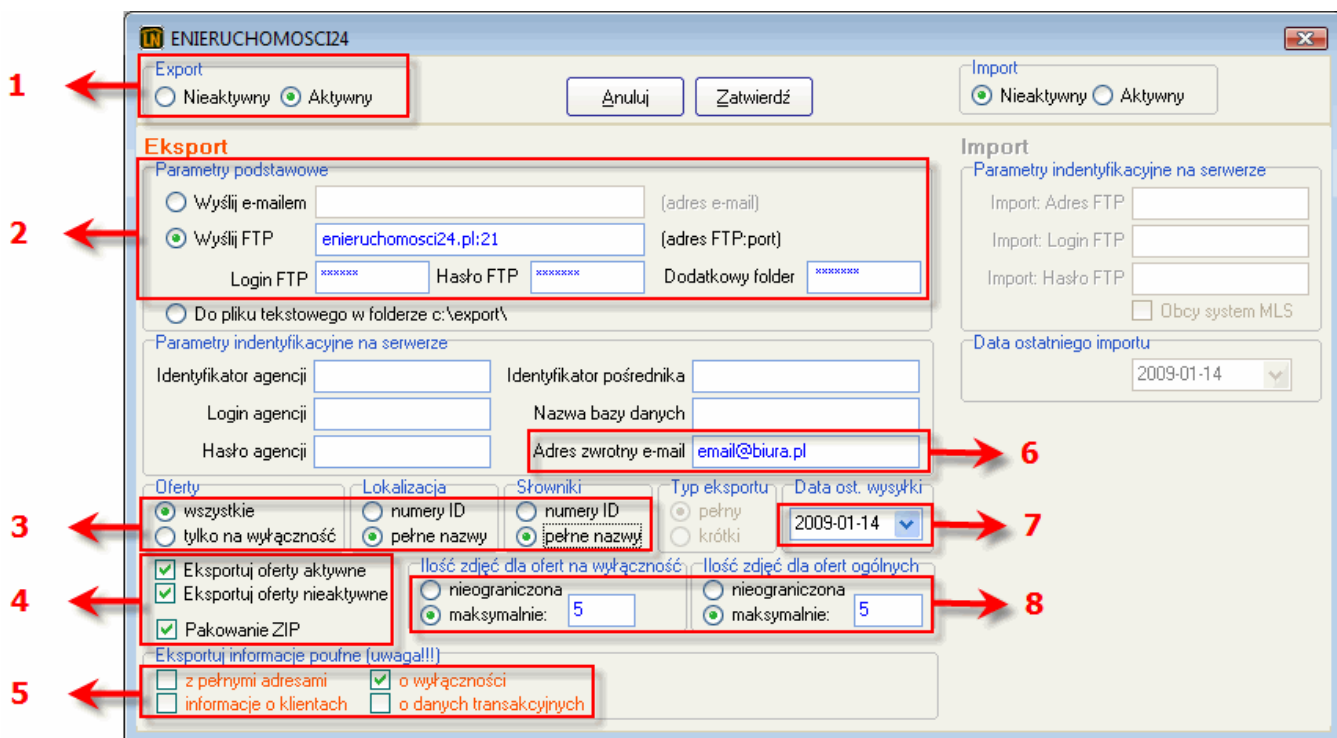 ENIERUCHOMOSCI24
1
Export
Nieaktywny Aktywny
Anuluj
Zatwierdź
Import
Nieaktywny Aktywny
Eksport
Parametry podstawowe
2
Wyślij e-mailem (adres e-mail)
Wyślij FTP enieruchomosci24.pl:21 (adres FTP:port)
Login FTP ****** Hasło FTP ******* Dodatkowy folder *******
Do pliku tekstowego w folderze c:\export\
Import
Parametry indentyfikacyjne na serwerze
Import: Adres FTP
Import: Login FTP
Import: Hasło FTP
Obcy system MLS
Data ostatniego importu
2009-01-14
Parametry indentyfikacyjne na serwerze
Identyfikator agencji Identyfikator pośrednika
Login agencji Nazwa bazy danych
Hasło agencji Adres zwrotny e-mail email@biura.pl
6
3
Oferty
wszystkie
tylko na wyłączność
Lokalizacja
numery ID
pełne nazwy
Słowniki
numery ID
pełne nazwy
Typ eksportu
pełny
krótki
Data ost. wysyłki
2009-01-14
7
4
Eksportuj oferty aktywne
Eksportuj oferty nieaktywne
Pakowanie ZIP
Ilość zdjęć dla ofert na wyłączność
nieograniczona
maksymalnie: 5
Ilość zdjęć dla ofert ogólnych
nieograniczona
maksymalnie: 5
8
Eksportuj informacje poufne (uwaga!!!)
5
z pełnymi adresami o wyłączności
informacje o klientach o danych transakcyjnych